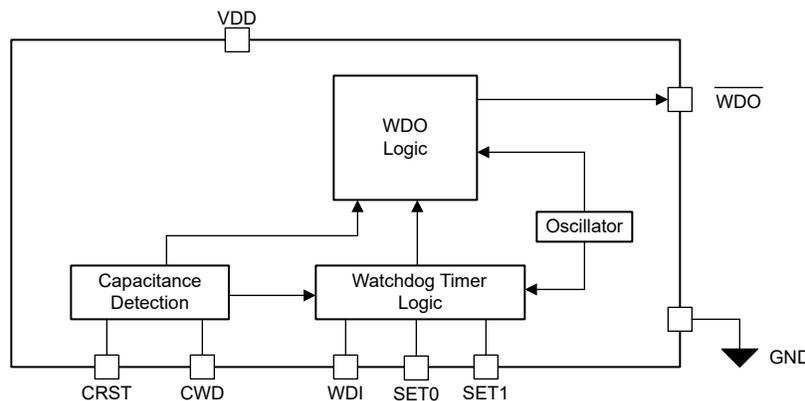 VDD
WDO
WDO
Logic
Oscillator
Capacitance
Detection
Watchdog Timer
Logic
GND
CRST
CWD
WDI
SET0
SET1